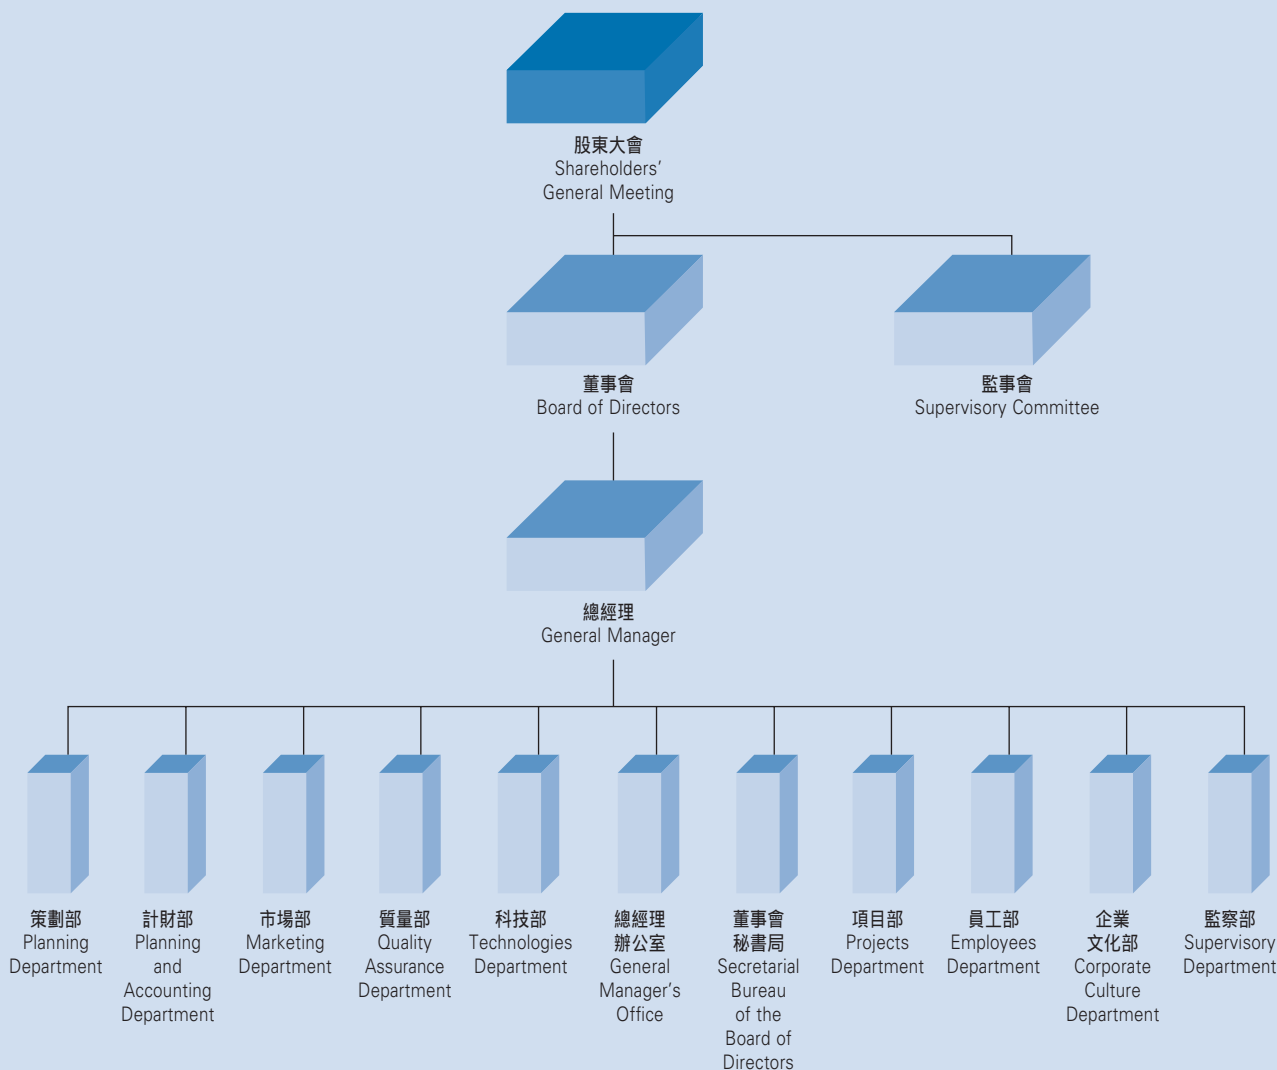 股東大會
Shareholders'
General Meeting
董事會
Board of Directors
監事會
Supervisory Committee
總經理
General Manager
策劃部
Planning
Department
計財部
Planning
and
Accounting
Department
市場部
Marketing
Department
質量部
Quality
Assurance
Department
科技部
Technologies
Department
總經理
辦公室
General
Manager's
Office
董事會
秘書局
Secretarial
Bureau
of the
Board of
Directors
項目部
Projects
Department
員工部
Employees
Department
企業
文化部
Corporate
Culture
Department
監察部
Supervisory
Department